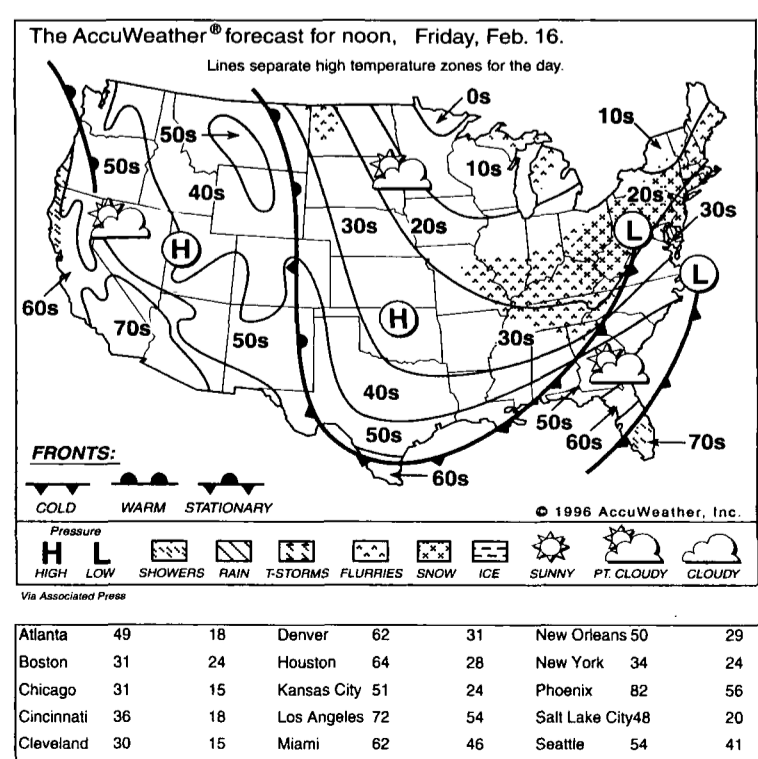 The AccuWeather® forecast for noon, Friday, Feb. 16.
Lines separate high temperature zones for the day.
0s
10s
50s
50s
10s
40s
20s
30s
30s
20s
H
L
L
60s
H
70s
50s
30s
40s
50s
50s
60s
70s
60s
FRONTS:
COLD WARM STATIONARY
© 1996 AccuWeather, Inc.
Pressure
H L
HIGH LOW SHOWERS RAIN T-STORMS FLURRIES SNOW ICE SUNNY PT. CLOUDY CLOUDY
Via Associated Press
Atlanta 49 18 Denver 62 31 New Orleans 50 29
Boston 31 24 Houston 64 28 New York 34 24
Chicago 31 15 Kansas City 51 24 Phoenix 82 56
Cincinnati 36 18 Los Angeles 72 54 Salt Lake City48 20
Cleveland 30 15 Miami 62 46 Seattle 54 41